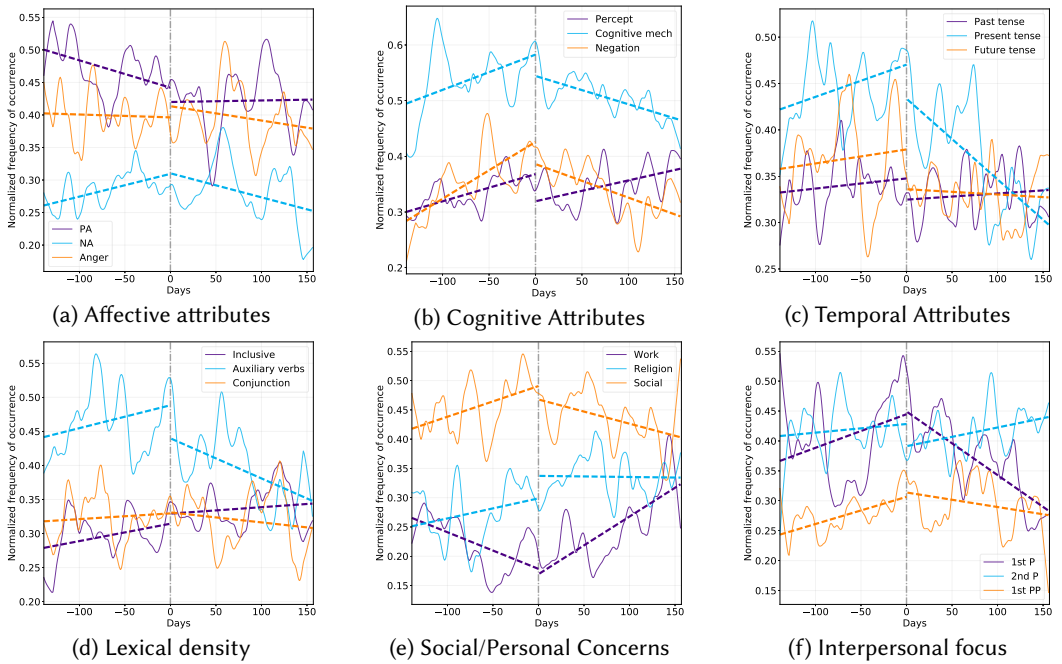 0.55
0.50
0.45
0.40
0.35
0.30
0.25
0.20
Normalized frequency of occurrence
PA
NA
Anger
−100 −50 0 50 100 150
Days
(a) Affective attributes
0.6
0.5
0.4
0.3
0.2
Normalized frequency of occurrence
Percept
Cognitive mech
Negation
−100 −50 0 50 100 150
Days
(b) Cognitive Attributes
0.50
0.45
0.40
0.35
0.30
0.25
Normalized frequency of occurrence
Past tense
Present tense
Future tense
−100 −50 0 50 100 150
Days
(c) Temporal Attributes
0.55
0.50
0.45
0.40
0.35
0.30
0.25
0.20
Normalized frequency of occurrence
Inclusive
Auxiliary verbs
Conjunction
−100 −50 0 50 100 150
Days
(d) Lexical density
0.55
0.50
0.45
0.40
0.35
0.30
0.25
0.20
0.15
Normalized frequency of occurrence
Work
Religion
Social
−100 −50 0 50 100 150
Days
(e) Social/Personal Concerns
0.55
0.50
0.45
0.40
0.35
0.30
0.25
0.20
0.15
Normalized frequency of occurrence
1st P
2nd P
1st PP
−100 −50 0 50 100 150
Days
(f) Interpersonal focus